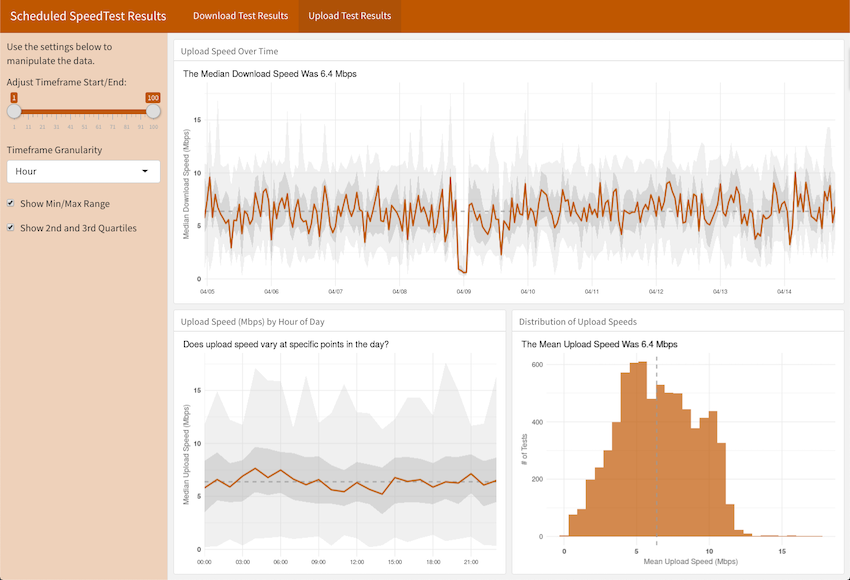 Scheduled SpeedTest Results
Download Test Results
Upload Test Results
Use the settings below to
manipulate the data.
Adjust Timeframe Start/End:
1
100
1 11 21 31 41 51 61 71 81 91 100
Timeframe Granularity
Hour
Show Min/Max Range
Show 2nd and 3rd Quartiles
Upload Speed Over Time
The Median Download Speed Was 6.4 Mbps
Median Download Speed (Mbps)
15
10
5
0
04/05 04/06 04/07 04/08 04/09 04/10 04/11 04/12 04/13 04/14
Upload Speed (Mbps) by Hour of Day
Does upload speed vary at specific points in the day?
Median Upload Speed (Mbps)
15
10
5
0
00:00 03:00 06:00 09:00 12:00 15:00 18:00 21:00
Distribution of Upload Speeds
The Mean Upload Speed Was 6.4 Mbps
# of Tests
600
400
200
0
0 5 10 15
Mean Upload Speed (Mbps)